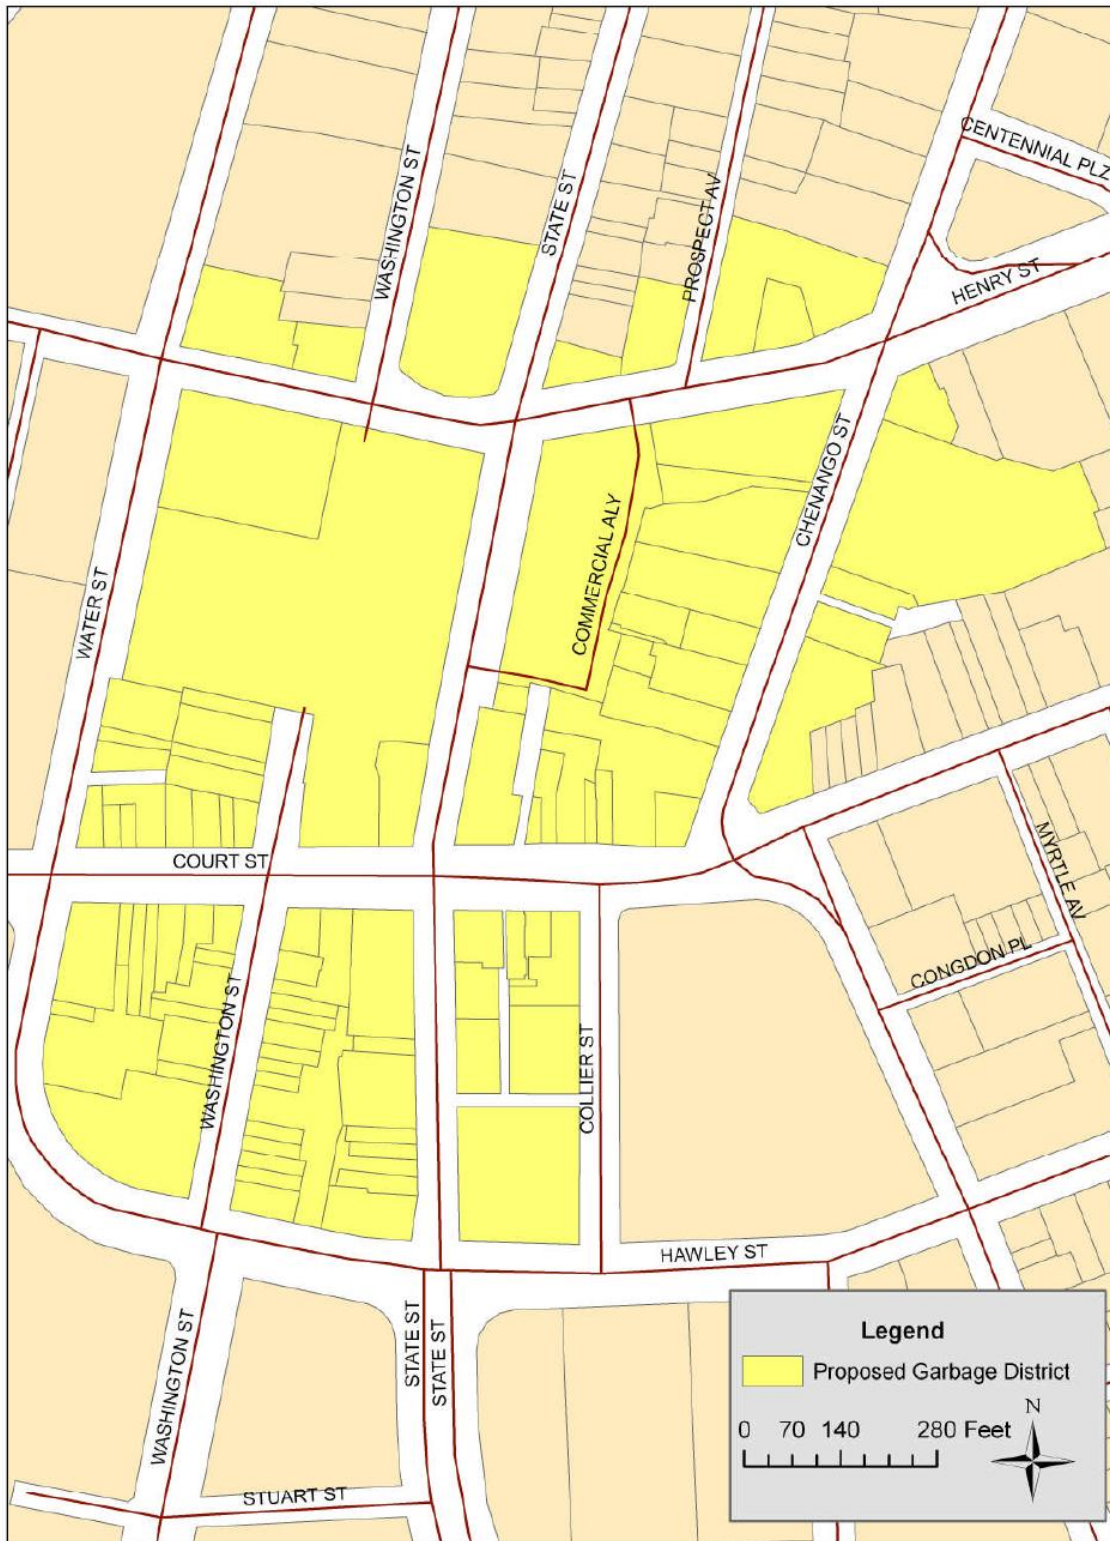 CENTENNIAL PLZ
WASHINGTON ST
STATE ST
PROSPECT AV
HENRY ST
CHENANGO ST
COMMERCIAL ALY
WATER ST
COURT ST
MYRTLE AV
CONGDON PL
WASHINGTON ST
COLLIER ST
HAWLEY ST
STATE ST
STATE ST
WASHINGTON ST
STUART ST
Legend
Proposed Garbage District
N
0 70 140 280 Feet